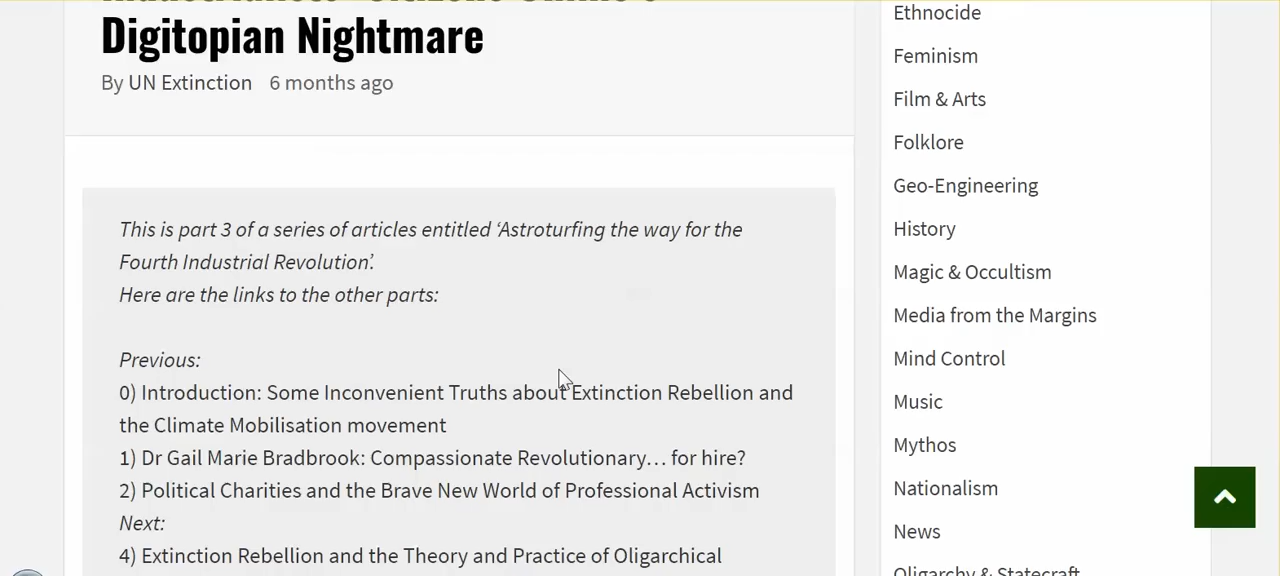 Digitopian Nightmare
By UN Extinction 6 months ago
This is part 3 of a series of articles entitled ‘Astroturfing the way for the
Fourth Industrial Revolution’.
Here are the links to the other parts:
Previous:
0) Introduction: Some Inconvenient Truths about Extinction Rebellion and
the Climate Mobilisation movement
1) Dr Gail Marie Bradbrook: Compassionate Revolutionary… for hire?
2) Political Charities and the Brave New World of Professional Activism
Next:
4) Extinction Rebellion and the Theory and Practice of Oligarchical
Ethnocide
Feminism
Film & Arts
Folklore
Geo-Engineering
History
Magic & Occultism
Media from the Margins
Mind Control
Music
Mythos
Nationalism
News
Oligarchy & Statecraft